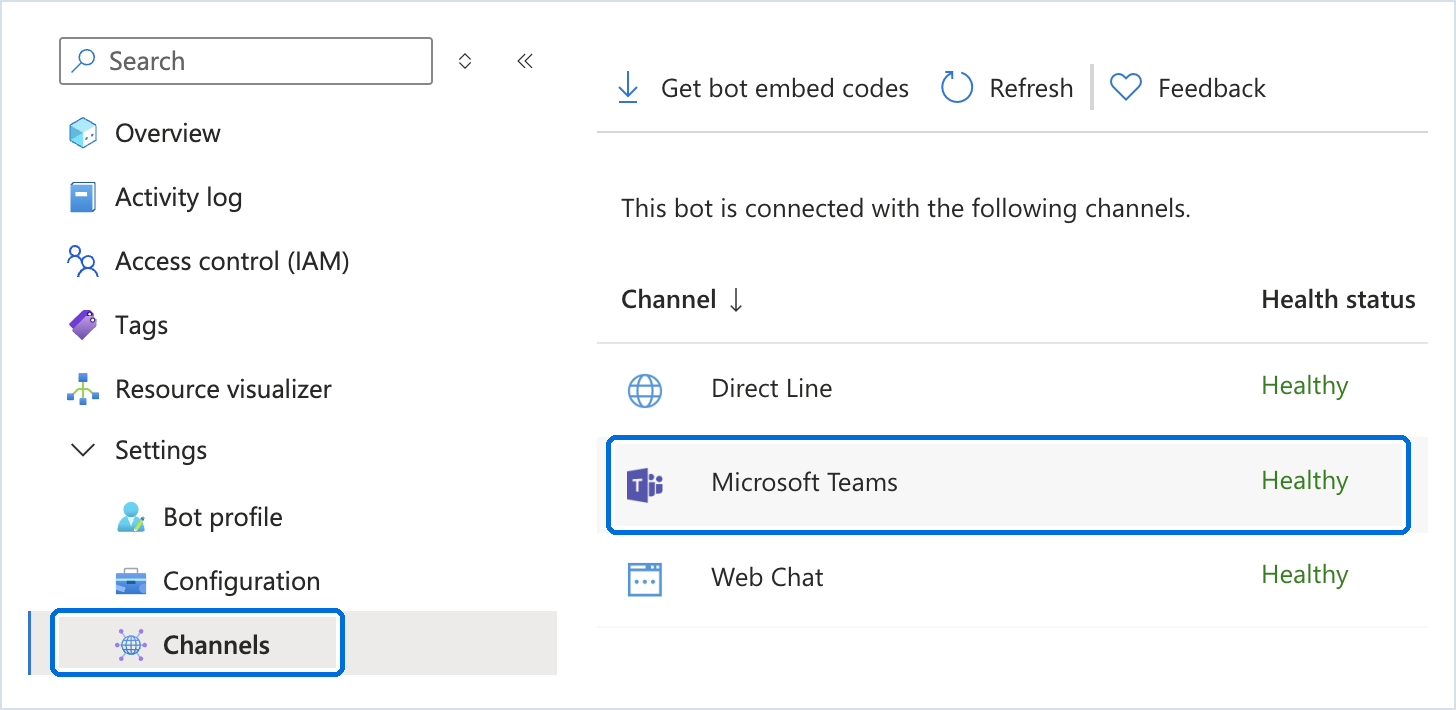 Search
Overview
Activity log
Access control (IAM)
Tags
Resource visualizer
Settings
Bot profile
Configuration
Channels
Get bot embed codes Refresh Feedback
This bot is connected with the following channels.
Channel ↓ Health status
Direct Line Healthy
Microsoft Teams Healthy
Web Chat Healthy